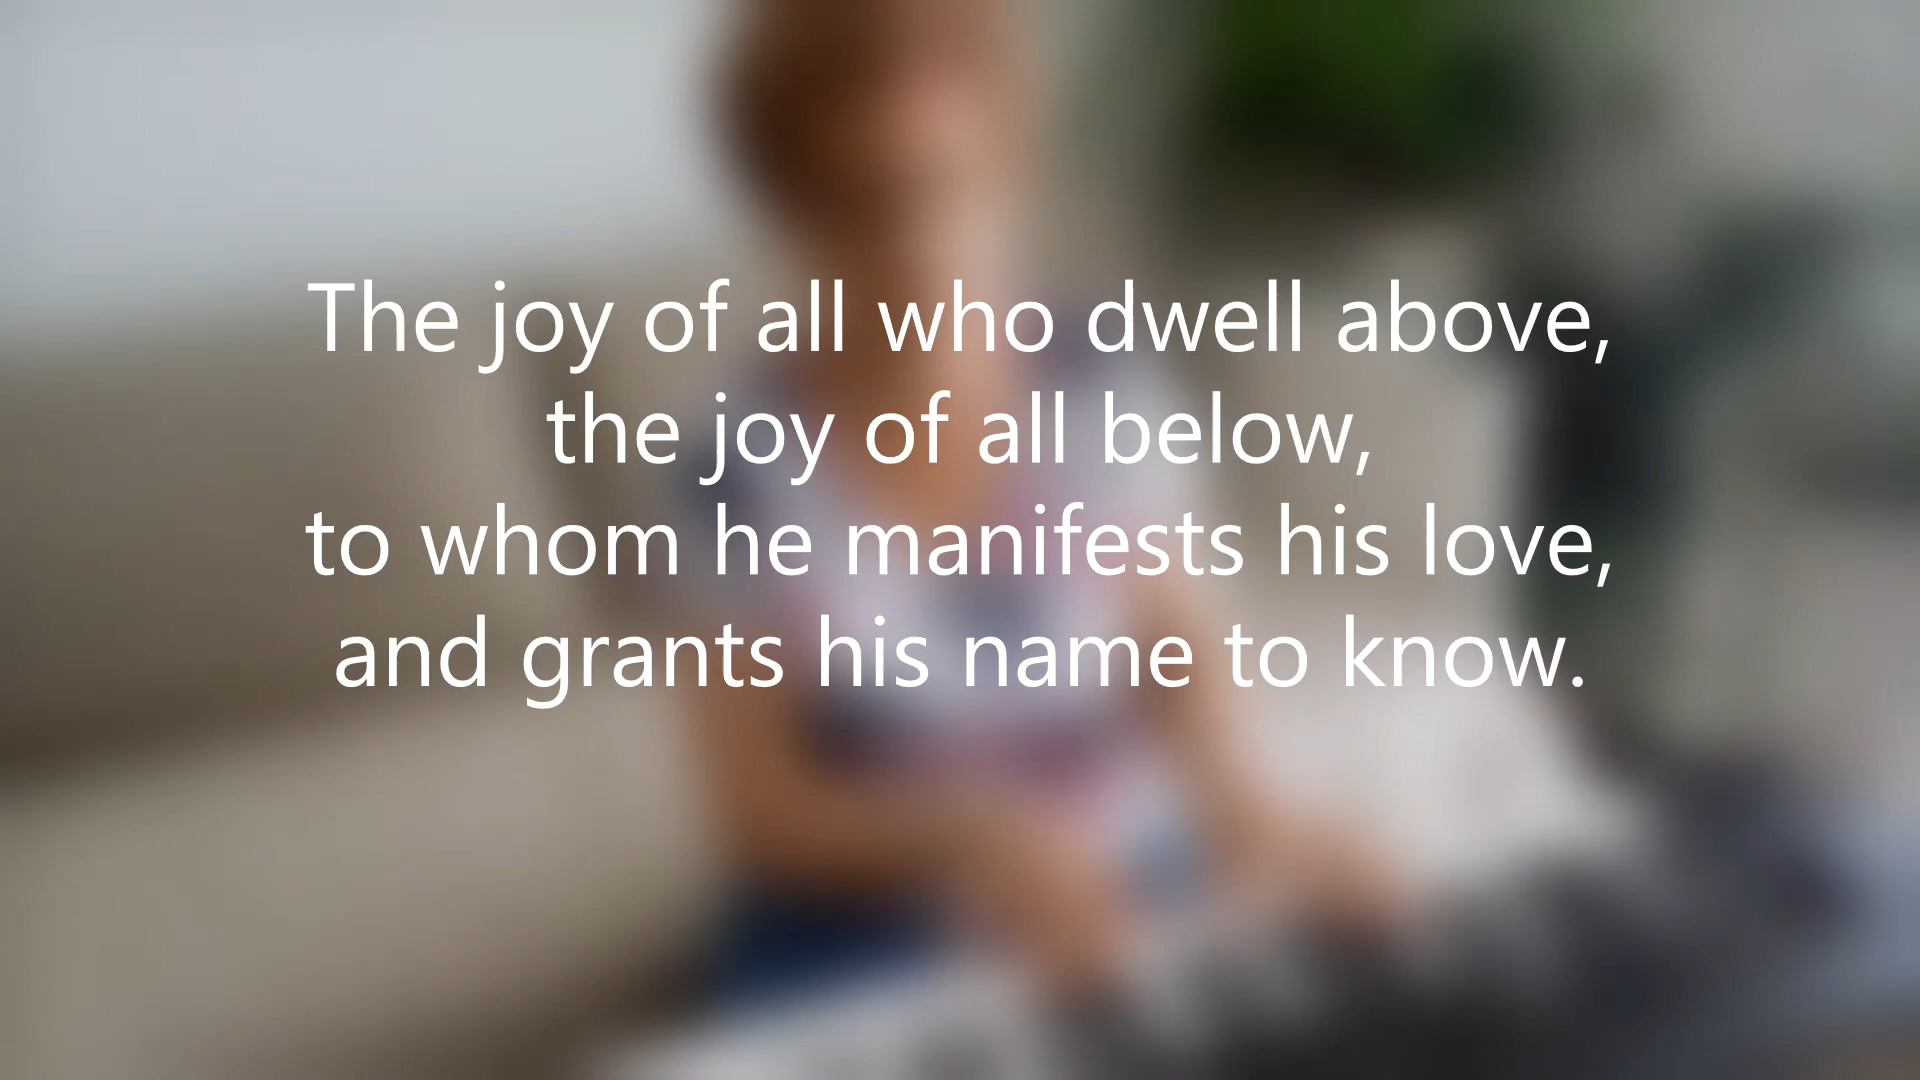 The joy of all who dwell above,
the joy of all below,
to whom he manifests his love,
and grants his name to know.